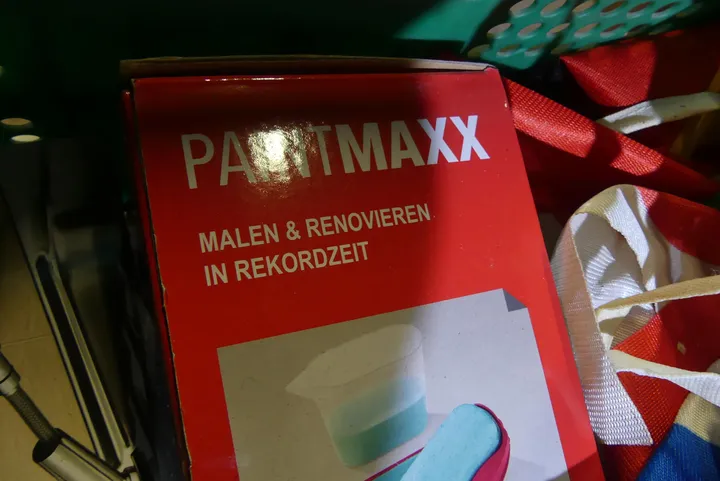 PAINTMAXX
MALEN & RENOVIEREN
IN REKORDZEIT